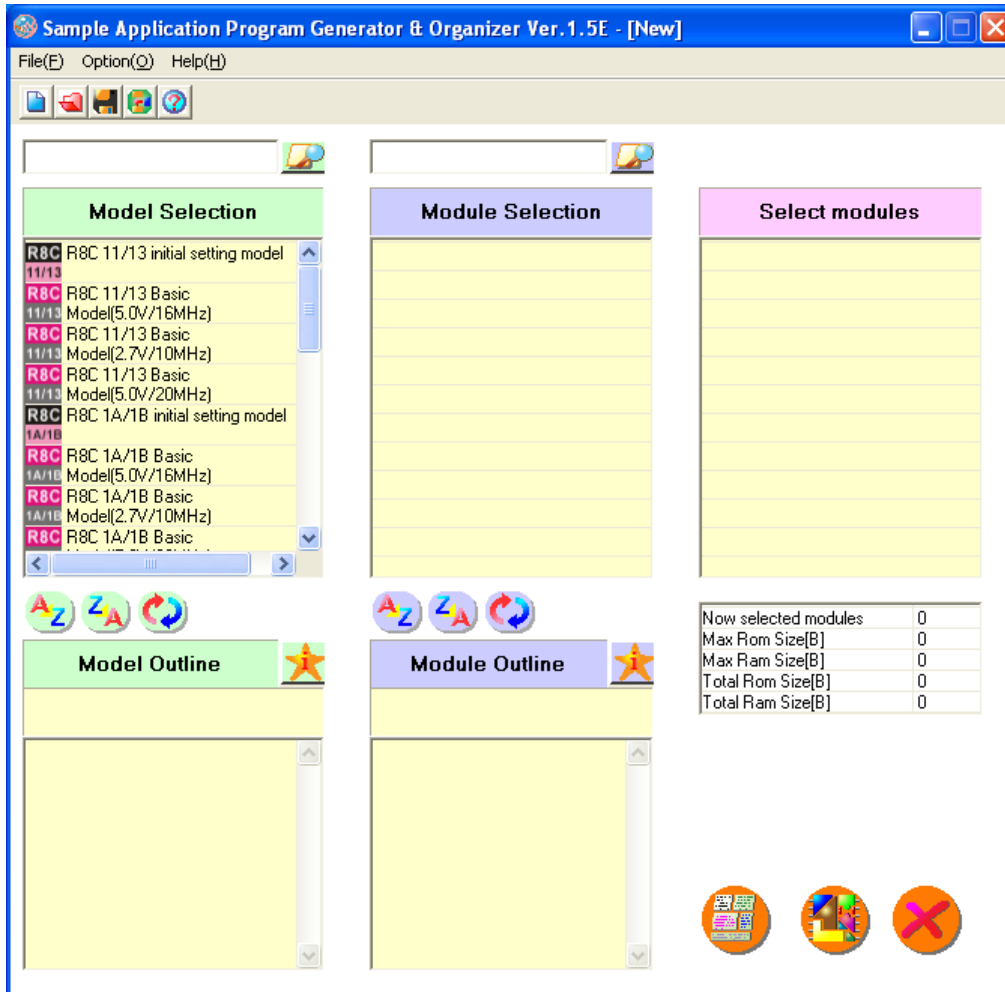 Sample Application Program Generator & Organizer Ver.1.5E - [New]
File(F) Option(O) Help(H)
Model Selection
Module Selection
Select modules
R8C R8C 11/13 initial setting model
11/13
R8C R8C 11/13 Basic
11/13 Model(5.0V/16MHz)
R8C R8C 11/13 Basic
11/13 Model(2.7V/10MHz)
R8C R8C 11/13 Basic
11/13 Model(5.0V/20MHz)
R8C R8C 1A/1B initial setting model
1A/1B
R8C R8C 1A/1B Basic
1A/1B Model(5.0V/16MHz)
R8C R8C 1A/1B Basic
1A/1B Model(2.7V/10MHz)
R8C R8C 1A/1B Basic
A Z
Z A
A Z
Z A
Now selected modules 0
Max Rom Size[B] 0
Max Ram Size[B] 0
Total Rom Size[B] 0
Total Ram Size[B] 0
Model Outline i
Module Outline i